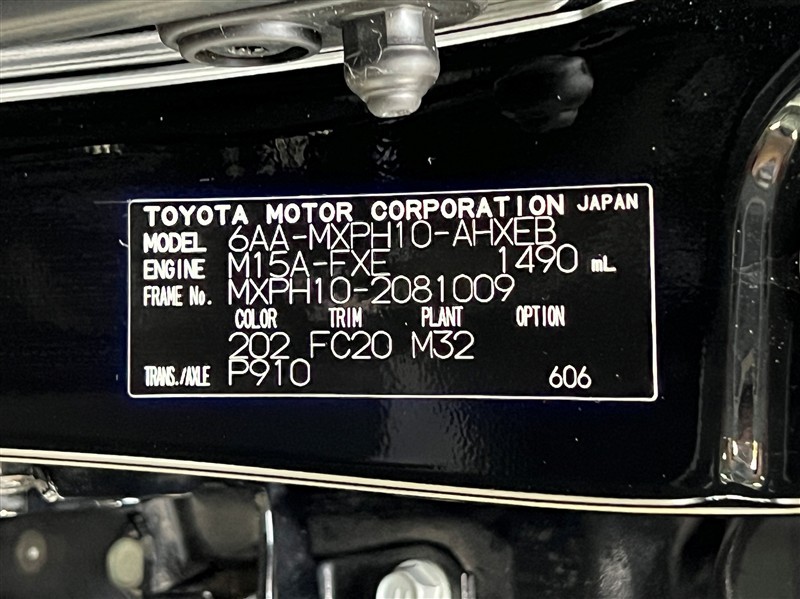 TOYOTA MOTOR CORPORATION JAPAN
MODEL 6AA-MXPH10-AHXEB
ENGINE M15A-FXE 1490 mL
FRAME No. MXPH10-2081009
COLOR TRIM PLANT OPTION
202 FC20 M32
TRANS./AXLE P910 606